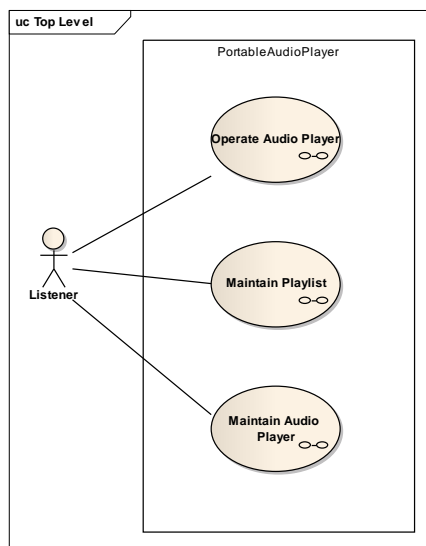 uc Top Level
PortableAudioPlayer
Operate Audio Player
Listener
Maintain Playlist
Maintain Audio
Player